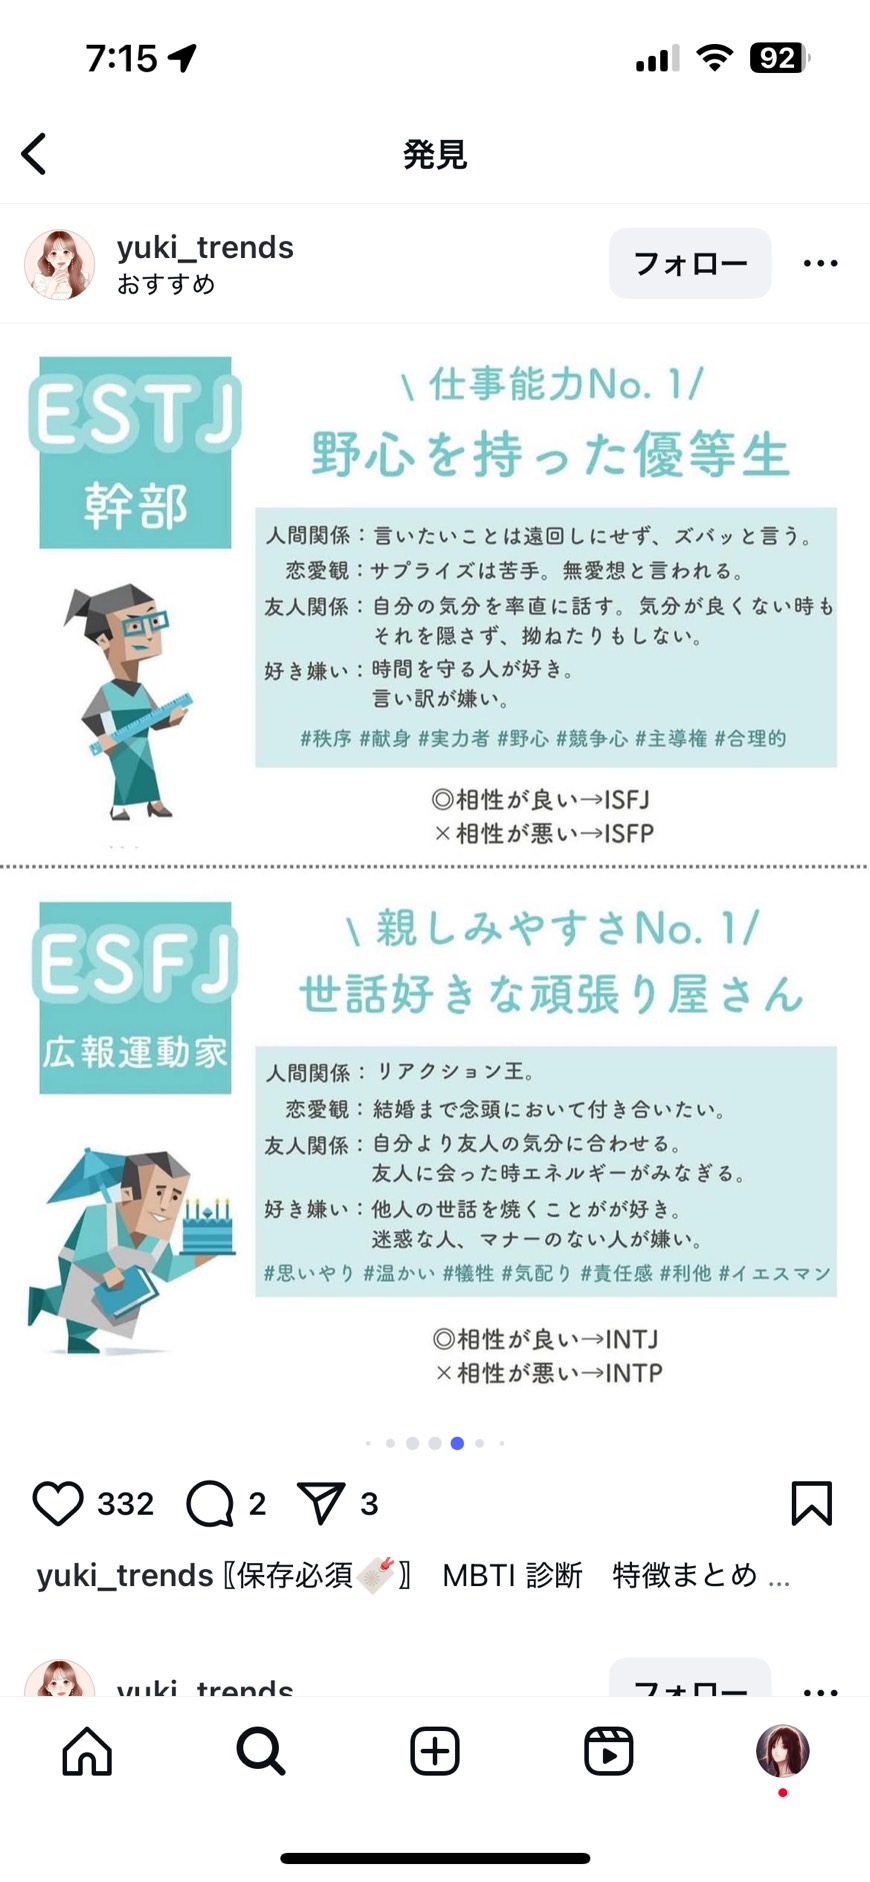 7:15
92
発見
yuki_trends
おすすめ
フォロー
ESTJ
幹部
\ 仕事能力No. 1/
野心を持った優等生
人間関係：言いたいことは遠回しにせず、ズバッと言う。
恋愛観：サプライズは苦手。無愛想と言われる。
友人関係：自分の気分を率直に話す。気分が良くない時も
それを隠さず、拗ねたりもしない。
好き嫌い：時間を守る人が好き。
言い訳が嫌い。
#秩序 #献身 #実力者 #野心 #競争心 #主導権 #合理的
◎相性が良い→ISFJ
×相性が悪い→ISFP
ESFJ
広報運動家
\ 親しみやすさNo. 1/
世話好きな頑張り屋さん
人間関係：リアクション王。
恋愛観：結婚まで念頭において付き合いたい。
友人関係：自分より友人の気分に合わせる。
友人に会った時エネルギーがみなぎる。
好き嫌い：他人の世話を焼くことがが好き。
迷惑な人、マナーのない人が嫌い。
#思いやり #温かい #犠牲 #気配り #責任感 #利他 #イエスマン
◎相性が良い→INTJ
×相性が悪い→INTP
332
2
3
yuki_trends〖保存必須🔖〗 MBTI 診断　特徴まとめ ...
yuki_trends
フォロー